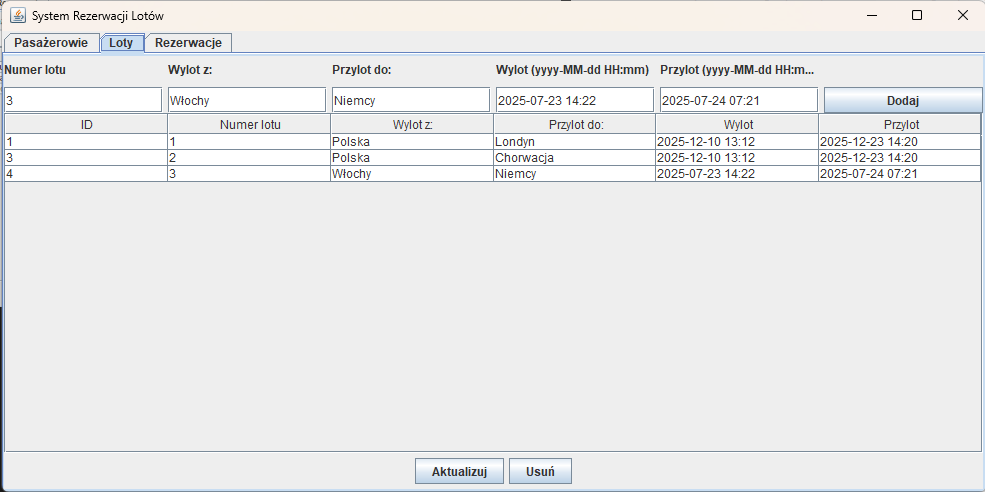 System Rezerwacji Lotów
Pasażerowie Loty Rezerwacje
Numer lotu Wylot z: Przylot do: Wylot (yyyy-MM-dd HH:mm) Przylot (yyyy-MM-dd HH:m...
3 Włochy Niemcy 2025-07-23 14:22 2025-07-24 07:21 Dodaj
ID Numer lotu Wylot z: Przylot do: Wylot Przylot
1 1 Polska Londyn 2025-12-10 13:12 2025-12-23 14:20
3 2 Polska Chorwacja 2025-12-10 13:12 2025-12-23 14:20
4 3 Włochy Niemcy 2025-07-23 14:22 2025-07-24 07:21
Aktualizuj Usuń